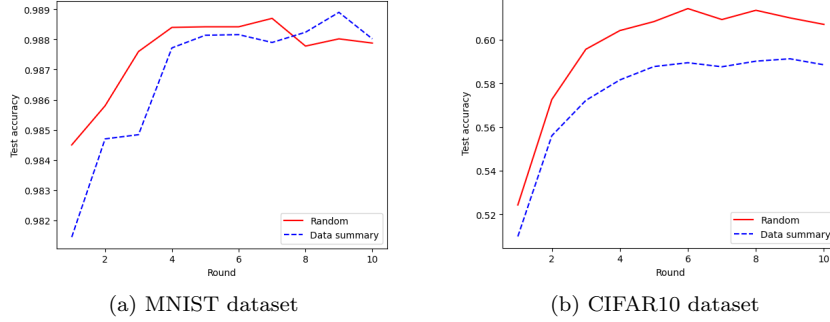 0.989
0.988
0.987
0.986
0.985
0.984
0.983
0.982
Test accuracy
2
4
6
8
10
Round
Random
Data summary
(a) MNIST dataset
0.60
0.58
0.56
0.54
0.52
Test accuracy
2
4
6
8
10
Round
Random
Data summary
(b) CIFAR10 dataset